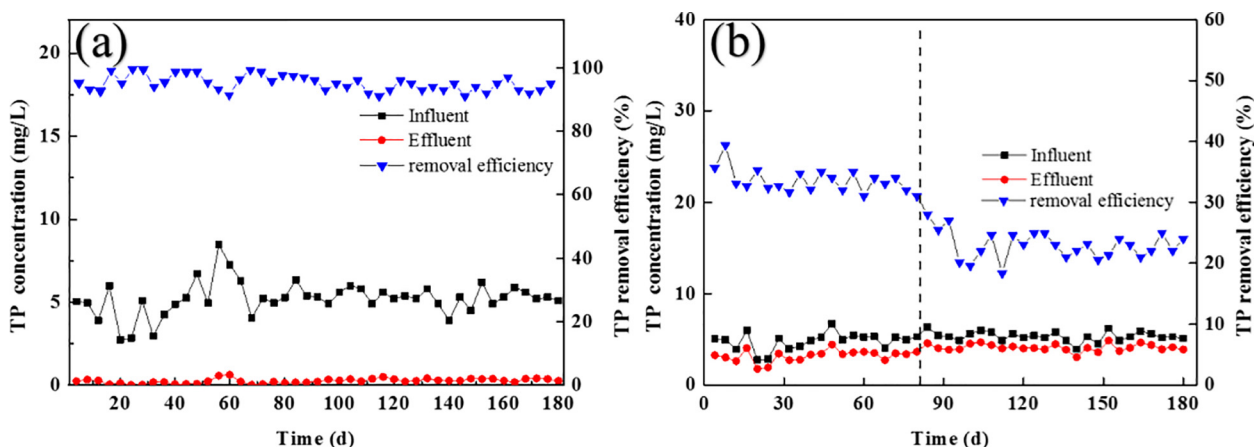 (a)
TP concentration (mg/L)
20
15
10
5
0
Influent
Effluent
removal efficiency
100
80
60
40
20
0
TP removal efficiency (%)
20 40 60 80 100 120 140 160 180
Time (d)
(b)
TP concentration (mg/L)
40
30
20
10
0
Influent
Effluent
removal efficiency
60
50
40
30
20
10
0
TP removal efficiency (%)
0 30 60 90 120 150 180
Time (d)